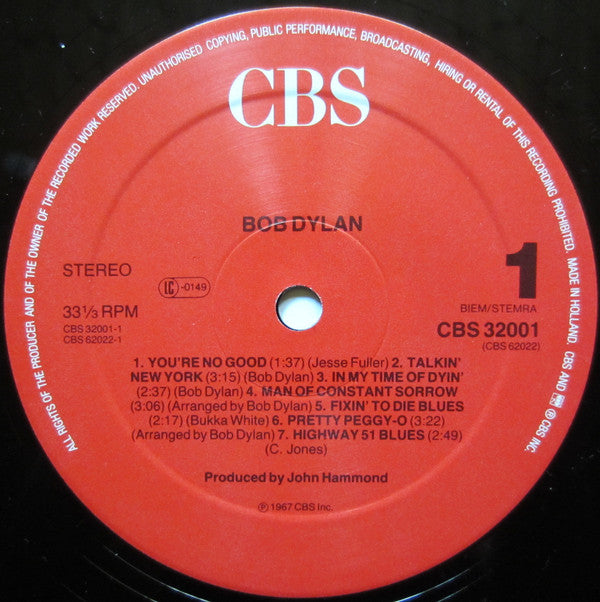 ALL RIGHTS OF THE PRODUCER AND OF THE OWNER OF THE RECORDED WORK RESERVED. UNAUTHORISED COPYING, PUBLIC PERFORMANCE, BROADCASTING, HIRING OR RENTAL OF THIS RECORDING PROHIBITED. MADE IN HOLLAND. CBS AND ® CBS INC.
CBS
BOB DYLAN
STEREO
LC -0149
1
33⅓ RPM
BIEM/STEMRA
CBS 32001-1
CBS 32001
CBS 62022-1
(CBS 62022)
1. YOU'RE NO GOOD (1:37) (Jesse Fuller) 2. TALKIN'
NEW YORK (3:15) (Bob Dylan) 3. IN MY TIME OF DYIN'
(2:37) (Bob Dylan) 4. MAN OF CONSTANT SORROW
(3:06) (Arranged by Bob Dylan) 5. FIXIN' TO DIE BLUES
(2:17) (Bukka White) 6. PRETTY PEGGY-O (3:22)
(Arranged by Bob Dylan) 7. HIGHWAY 51 BLUES (2:49)
(C. Jones)
Produced by John Hammond
℗ 1967 CBS Inc.